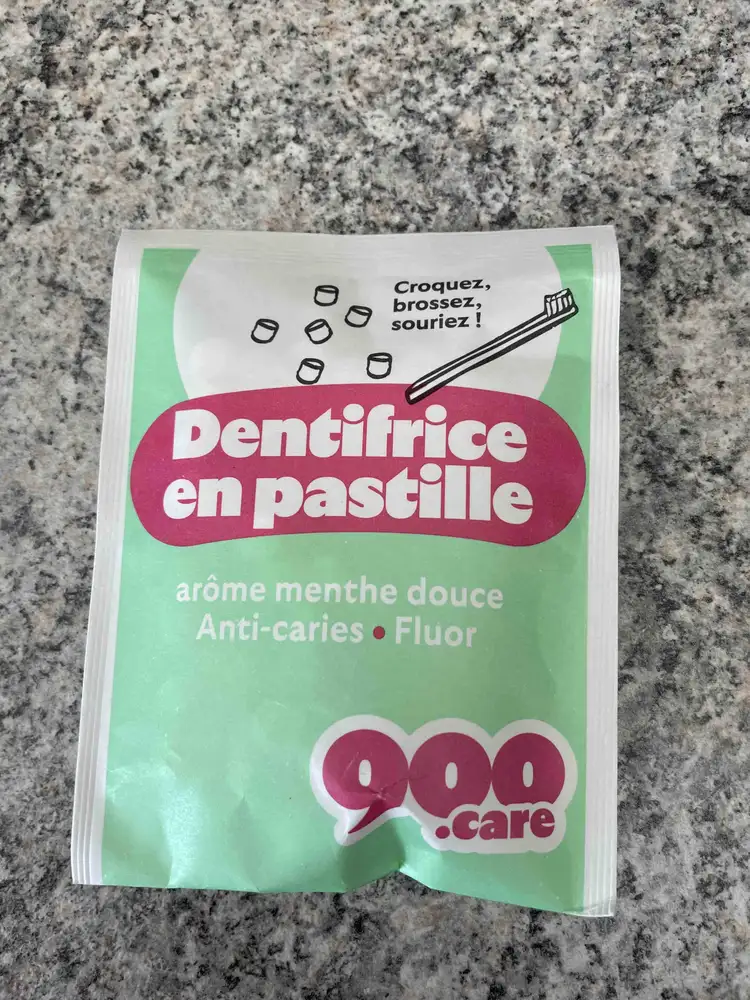 Croquez,
brossez,
souriez !
Dentifrice
en pastille
arôme menthe douce
Anti-caries • Fluor
900
.care